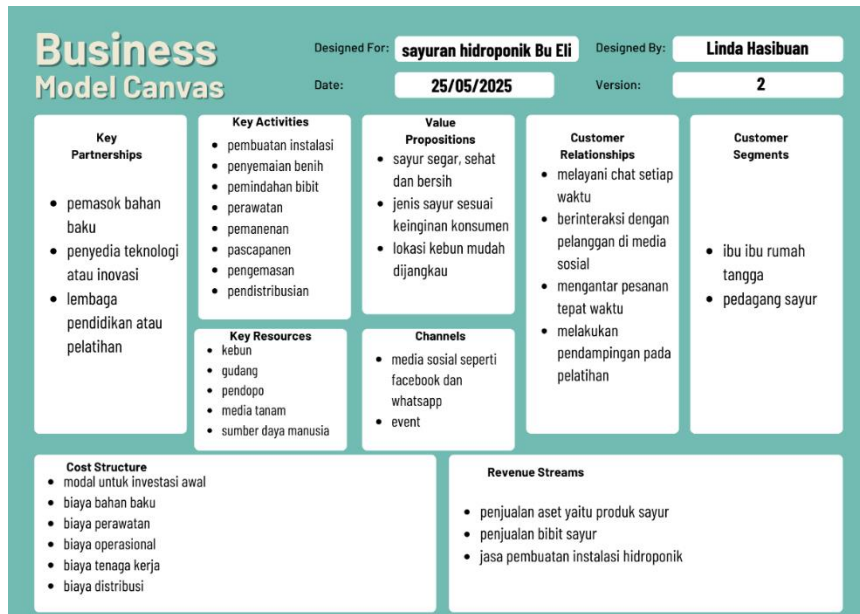 Business
Model Canvas
Designed For:
sayuran hidroponik Bu Eli
Designed By:
Linda Hasibuan
Date:
25/05/2025
Version:
2
Key
Partnerships
• pemasok bahan
baku
• penyedia teknologi
atau inovasi
• lembaga
pendidikan atau
pelatihan
Key Activities
• pembuatan instalasi
• penyemaian benih
• pemindahan bibit
• perawatan
• pemanenan
• pascapanen
• pengemasan
• pendistribusian
Key Resources
• kebun
• gudang
• pendopo
• media tanam
• sumber daya manusia
Value
Propositions
• sayur segar, sehat
dan bersih
• jenis sayur sesuai
keinginan konsumen
• lokasi kebun mudah
dijangkau
Channels
• media sosial seperti
facebook dan
whatsapp
• event
Customer
Relationships
• melayani chat setiap
waktu
• berinteraksi dengan
pelanggan di media
sosial
• mengantar pesanan
tepat waktu
• melakukan
pendampingan pada
pelatihan
Customer
Segments
• ibu ibu rumah
tangga
• pedagang sayur
Cost Structure
• modal untuk investasi awal
• biaya bahan baku
• biaya perawatan
• biaya operasional
• biaya tenaga kerja
• biaya distribusi
Revenue Streams
• penjualan aset yaitu produk sayur
• penjualan bibit sayur
• jasa pembuatan instalasi hidroponik